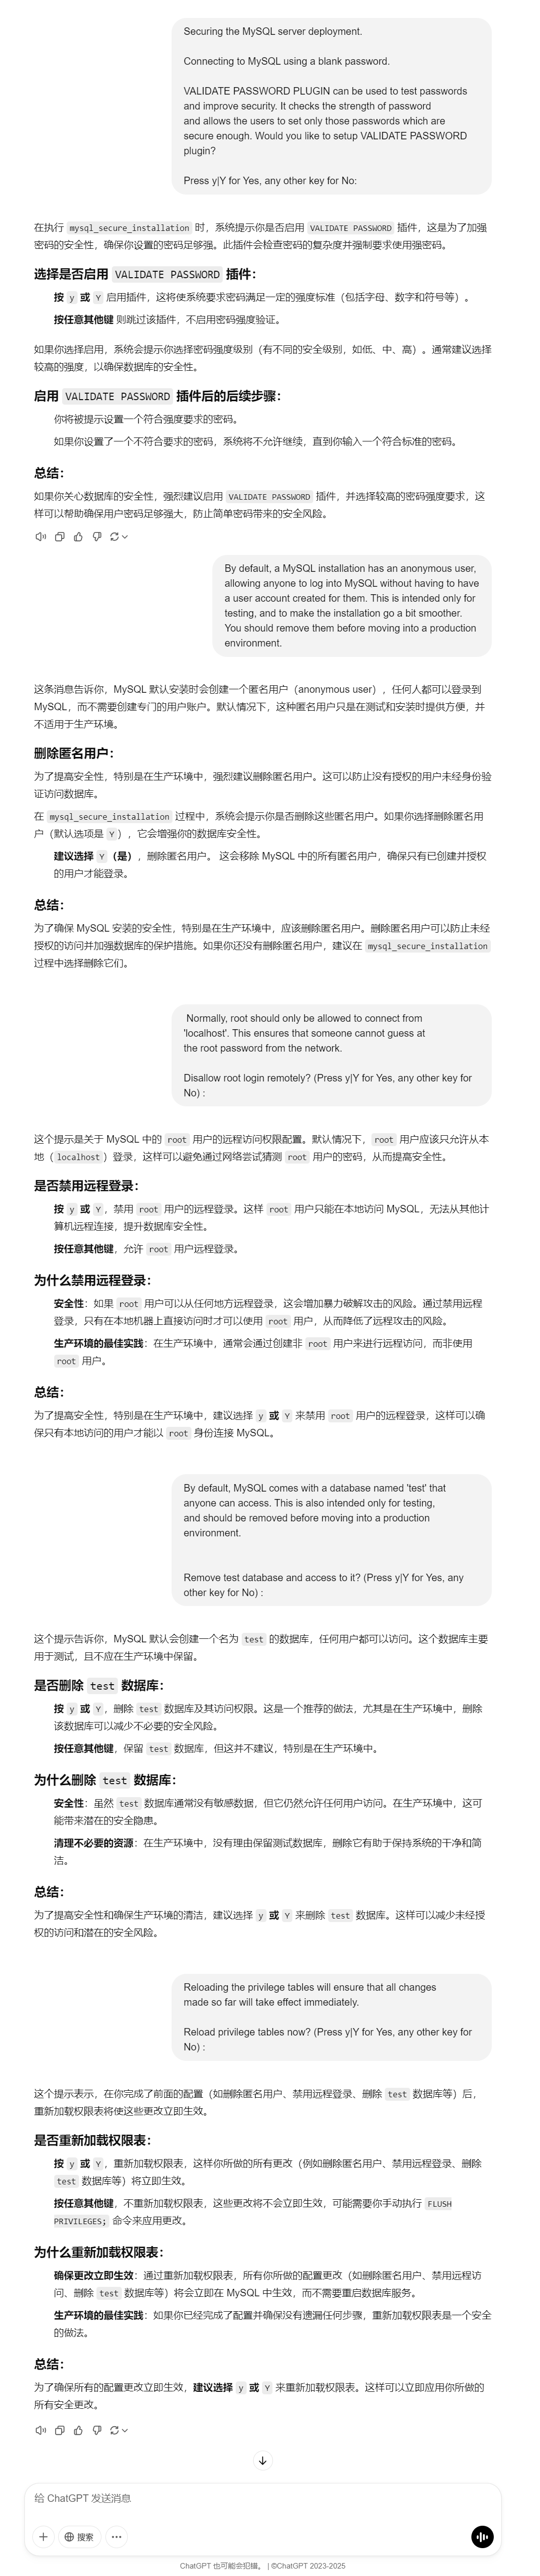 Securing the MySQL server deployment.
Connecting to MySQL using a blank password.
VALIDATE PASSWORD PLUGIN can be used to test passwords
and improve security. It checks the strength of password
and allows the users to set only those passwords which are
secure enough. Would you like to setup VALIDATE PASSWORD
plugin?
Press y|Y for Yes, any other key for No:
在执行 mysql_secure_installation 时，系统提示你是否启用 VALIDATE PASSWORD 插件，这是为了加强
密码的安全性，确保你设置的密码足够强。此插件会检查密码的复杂度并强制要求使用强密码。
选择是否启用 VALIDATE PASSWORD 插件：
按 y 或 Y 启用插件，这将使系统要求密码满足一定的强度标准（包括字母、数字和符号等）。
按任意其他键 则跳过该插件，不启用密码强度验证。
如果你选择启用，系统会提示你选择密码强度级别（有不同的安全级别，如低、中、高）。通常建议选择
较高的强度，以确保数据库的安全性。
启用 VALIDATE PASSWORD 插件后的后续步骤：
你将被提示设置一个符合强度要求的密码。
如果你设置了一个不符合要求的密码，系统将不允许继续，直到你输入一个符合标准的密码。
总结：
如果你关心数据库的安全性，强烈建议启用 VALIDATE PASSWORD 插件，并选择较高的密码强度要求，这
样可以帮助确保用户密码足够强大，防止简单密码带来的安全风险。
By default, a MySQL installation has an anonymous user,
allowing anyone to log into MySQL without having to have
a user account created for them. This is intended only for
testing, and to make the installation go a bit smoother.
You should remove them before moving into a production
environment.
这条消息告诉你，MySQL 默认安装时会创建一个匿名用户（anonymous user），任何人都可以登录到
MySQL，而不需要创建专门的用户账户。默认情况下，这种匿名用户只是在测试和安装时提供方便，并
不适用于生产环境。
删除匿名用户：
为了提高安全性，特别是在生产环境中，强烈建议删除匿名用户。这可以防止没有授权的用户未经身份验
证访问数据库。
在 mysql_secure_installation 过程中，系统会提示你是否删除这些匿名用户。如果你选择删除匿名用
户（默认选项是 Y ），它会增强你的数据库安全性。
建议选择 Y（是），删除匿名用户。 这会移除 MySQL 中的所有匿名用户，确保只有已创建并授权
的用户才能登录。
总结：
为了确保 MySQL 安装的安全性，特别是在生产环境中，应该删除匿名用户。删除匿名用户可以防止未经
授权的访问并加强数据库的保护措施。如果你还没有删除匿名用户，建议在 mysql_secure_installation
过程中选择删除它们。
Normally, root should only be allowed to connect from
'localhost'. This ensures that someone cannot guess at
the root password from the network.
Disallow root login remotely? (Press y|Y for Yes, any other key for
No) :
这个提示是关于 MySQL 中的 root 用户的远程访问权限配置。默认情况下，root 用户应该只允许从本
地（localhost）登录，这样可以避免通过网络尝试猜测 root 用户的密码，从而提高安全性。
是否禁用远程登录：
按 y 或 Y，禁用 root 用户的远程登录。这样 root 用户只能在本地访问 MySQL，无法从其他计
算机远程连接，提升数据库安全性。
按任意其他键，允许 root 用户远程登录。
为什么禁用远程登录：
安全性：如果 root 用户可以从任何地方远程登录，这会增加暴力破解攻击的风险。通过禁用远程
登录，只有在本地机器上直接访问时才可以使用 root 用户，从而降低了远程攻击的风险。
生产环境的最佳实践：在生产环境中，通常会通过创建非 root 用户来进行远程访问，而非使用
root 用户。
总结：
为了提高安全性，特别是在生产环境中，建议选择 y 或 Y 来禁用 root 用户的远程登录，这样可以确
保只有本地访问的用户才能以 root 身份连接 MySQL。
By default, MySQL comes with a database named 'test' that
anyone can access. This is also intended only for testing,
and should be removed before moving into a production
environment.
Remove test database and access to it? (Press y|Y for Yes, any
other key for No) :
这个提示告诉你，MySQL 默认会创建一个名为 test 的数据库，任何用户都可以访问。这个数据库主要
用于测试，且不应在生产环境中保留。
是否删除 test 数据库：
按 y 或 Y，删除 test 数据库及其访问权限。这是一个推荐的做法，尤其是在生产环境中，删除
该数据库可以减少不必要的安全风险。
按任意其他键，保留 test 数据库，但这并不建议，特别是在生产环境中。
为什么删除 test 数据库：
安全性：虽然 test 数据库通常没有敏感数据，但它仍然允许任何用户访问。在生产环境中，这可
能带来潜在的安全隐患。
清理不必要的资源：在生产环境中，没有理由保留测试数据库，删除它有助于保持系统的干净和简
洁。
总结：
为了提高安全性和确保生产环境的清洁，建议选择 y 或 Y 来删除 test 数据库。这样可以减少未经授
权的访问和潜在的安全风险。
Reloading the privilege tables will ensure that all changes
made so far will take effect immediately.
Reload privilege tables now? (Press y|Y for Yes, any other key for
No) :
这个提示表示，在你完成了前面的配置（如删除匿名用户、禁用远程登录、删除 test 数据库等）后，
重新加载权限表将使这些更改立即生效。
是否重新加载权限表：
按 y 或 Y，重新加载权限表，这样你所做的所有更改（例如删除匿名用户、禁用远程登录、删除
test 数据库等）将立即生效。
按任意其他键，不重新加载权限表，这些更改将不会立即生效，可能需要你手动执行 FLUSH
PRIVILEGES; 命令来应用更改。
为什么重新加载权限表：
确保更改立即生效：通过重新加载权限表，所有你所做的配置更改（如删除匿名用户、禁用远程访
问、删除 test 数据库等）将会立即在 MySQL 中生效，而不需要重启数据库服务。
生产环境的最佳实践：如果你已经完成了配置并确保没有遗漏任何步骤，重新加载权限表是一个安全
的做法。
总结：
为了确保所有的配置更改立即生效，建议选择 y 或 Y 来重新加载权限表。这样可以立即应用你所做的
所有安全更改。
给 ChatGPT 发送消息
搜索
ChatGPT 也可能会犯错。 | ©ChatGPT 2023-2025